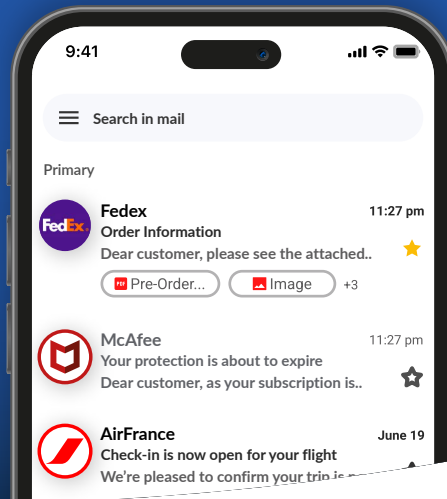 9:41
Search in mail
Primary
FedEx.
Fedex
11:27 pm
Order Information
Dear customer, please see the attached..
PDF
Pre-Order...
Image
+3
McAfee
11:27 pm
Your protection is about to expire
Dear customer, as your subscription is..
AirFrance
June 19
Check-in is now open for your flight
We're pleased to confirm your trip is